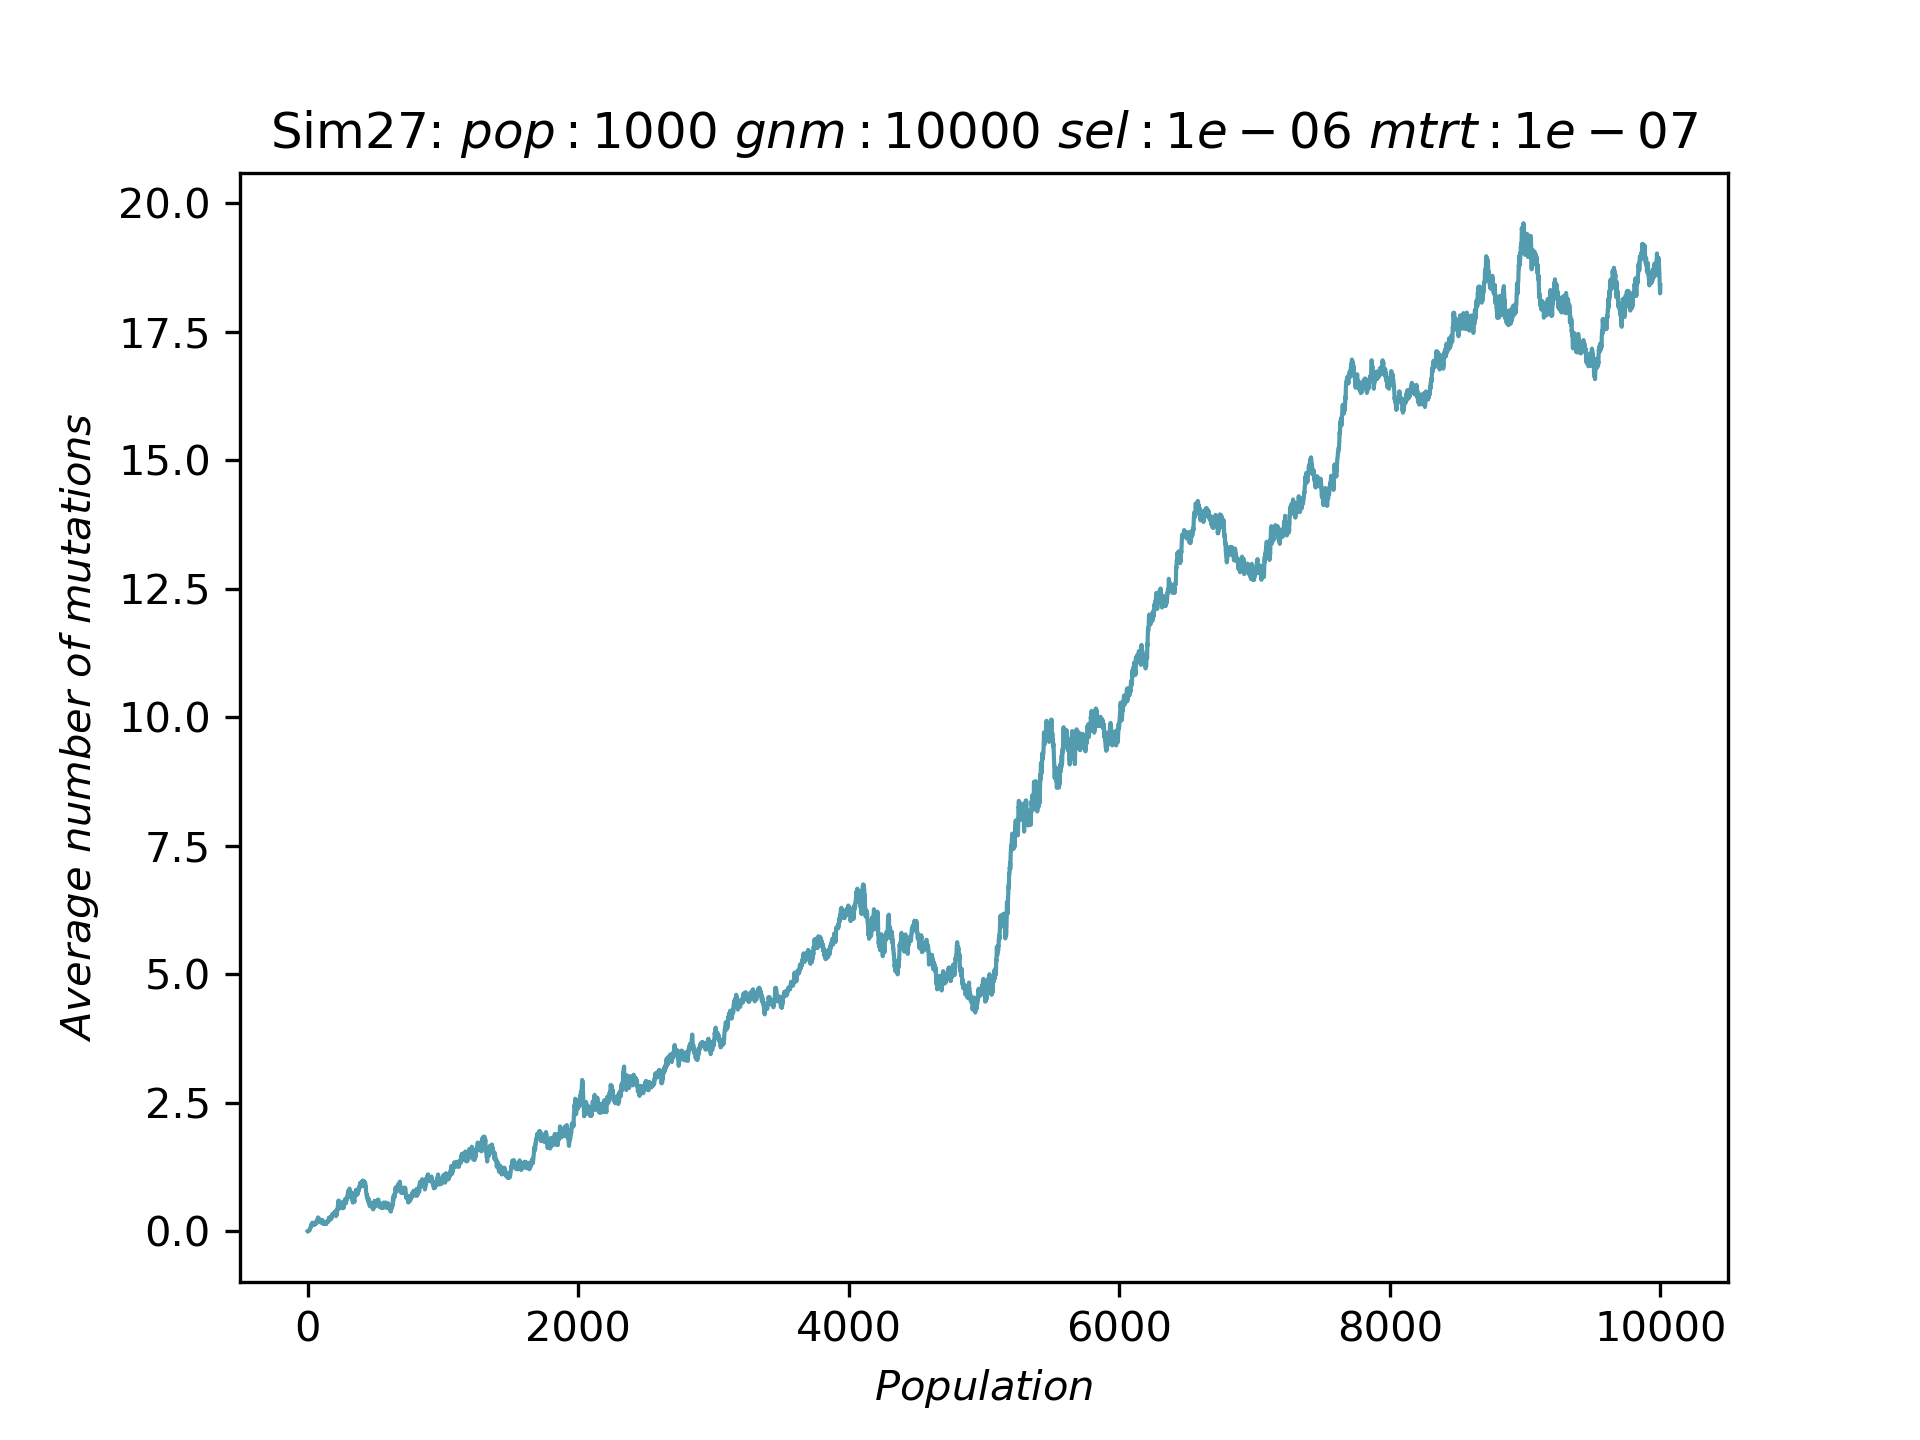 Sim27: pop : 1000 gnm : 10000 sel : 1e − 06 mtrt : 1e − 07
20.0
17.5
15.0
12.5
10.0
7.5
5.0
2.5
0.0
Average number of mutations
0 2000 4000 6000 8000 10000
Population